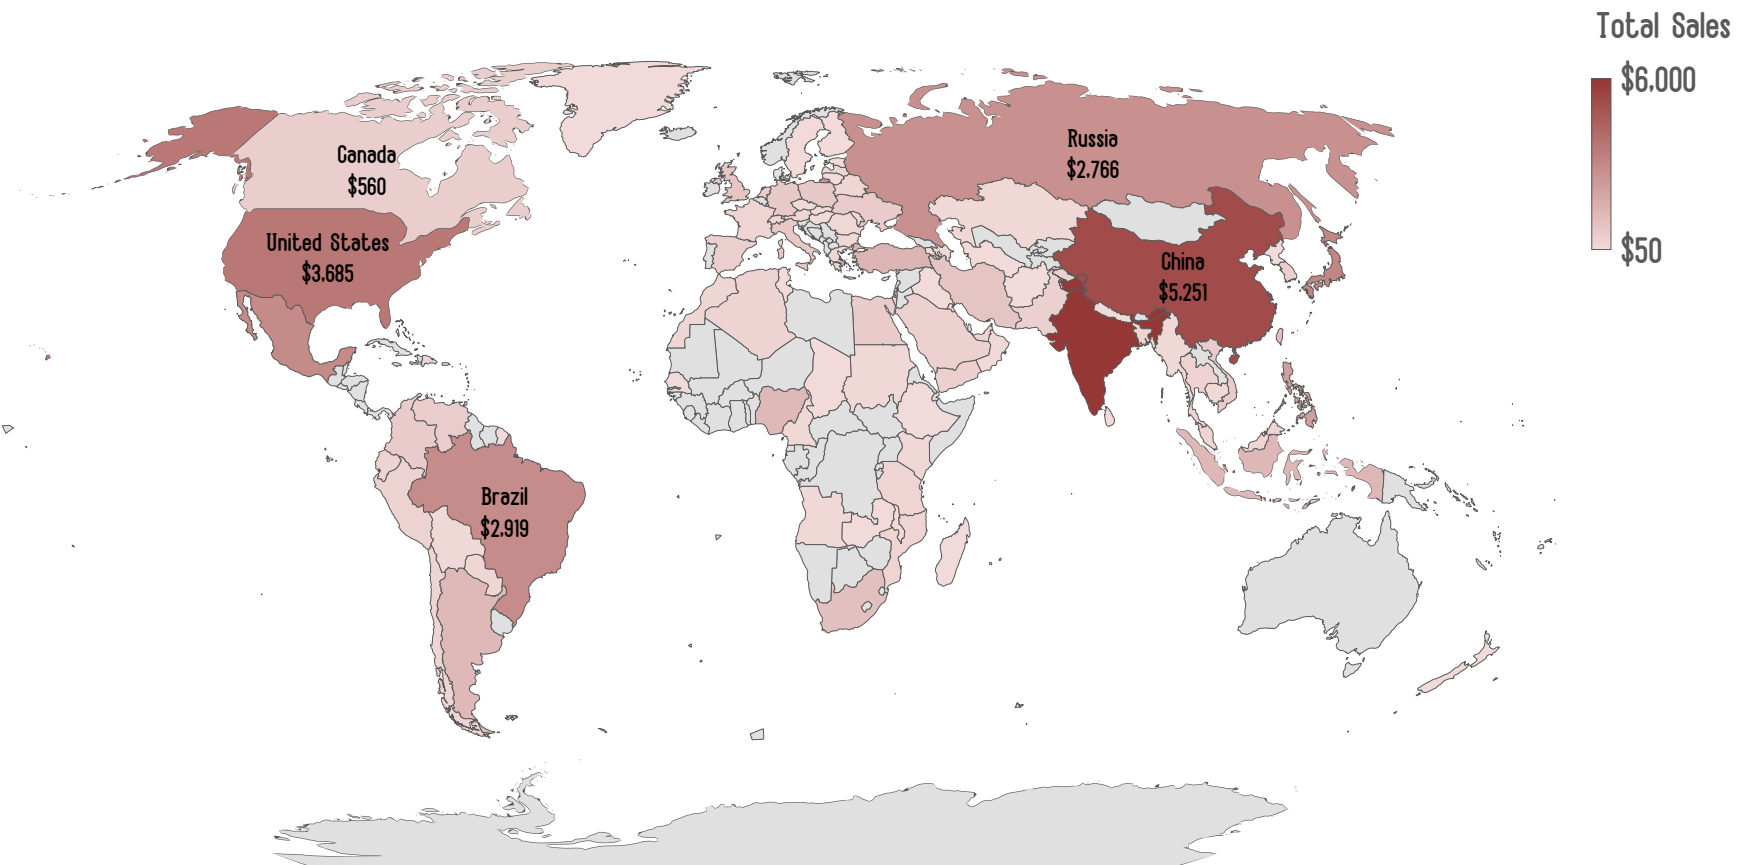 Total Sales
$6,000
$50
Canada
$560
United States
$3,685
Russia
$2,766
China
$5,251
Brazil
$2,919